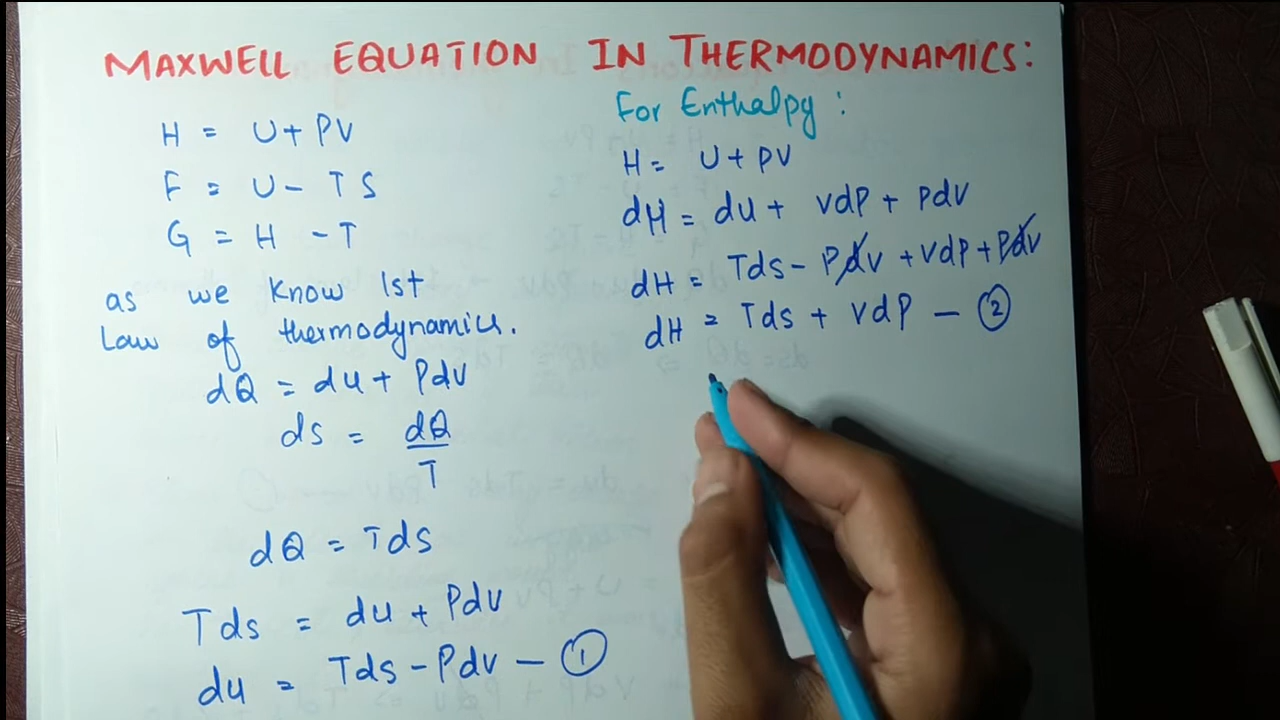 MAXWELL EQUATION IN THERMODYNAMICS:
H = U + PV
F = U - TS
G = H - T
as we know 1st
Law of thermodynamics.
dQ = du + Pdv
ds = dQ/T
dQ = Tds
Tds = du + Pdv
du = Tds - Pdv - ①
For Enthalpy :
H = U + PV
dH = du + vdp + pdv
dH = Tds - Pdv + vdp + Pdv
dH = Tds + vdp - ②